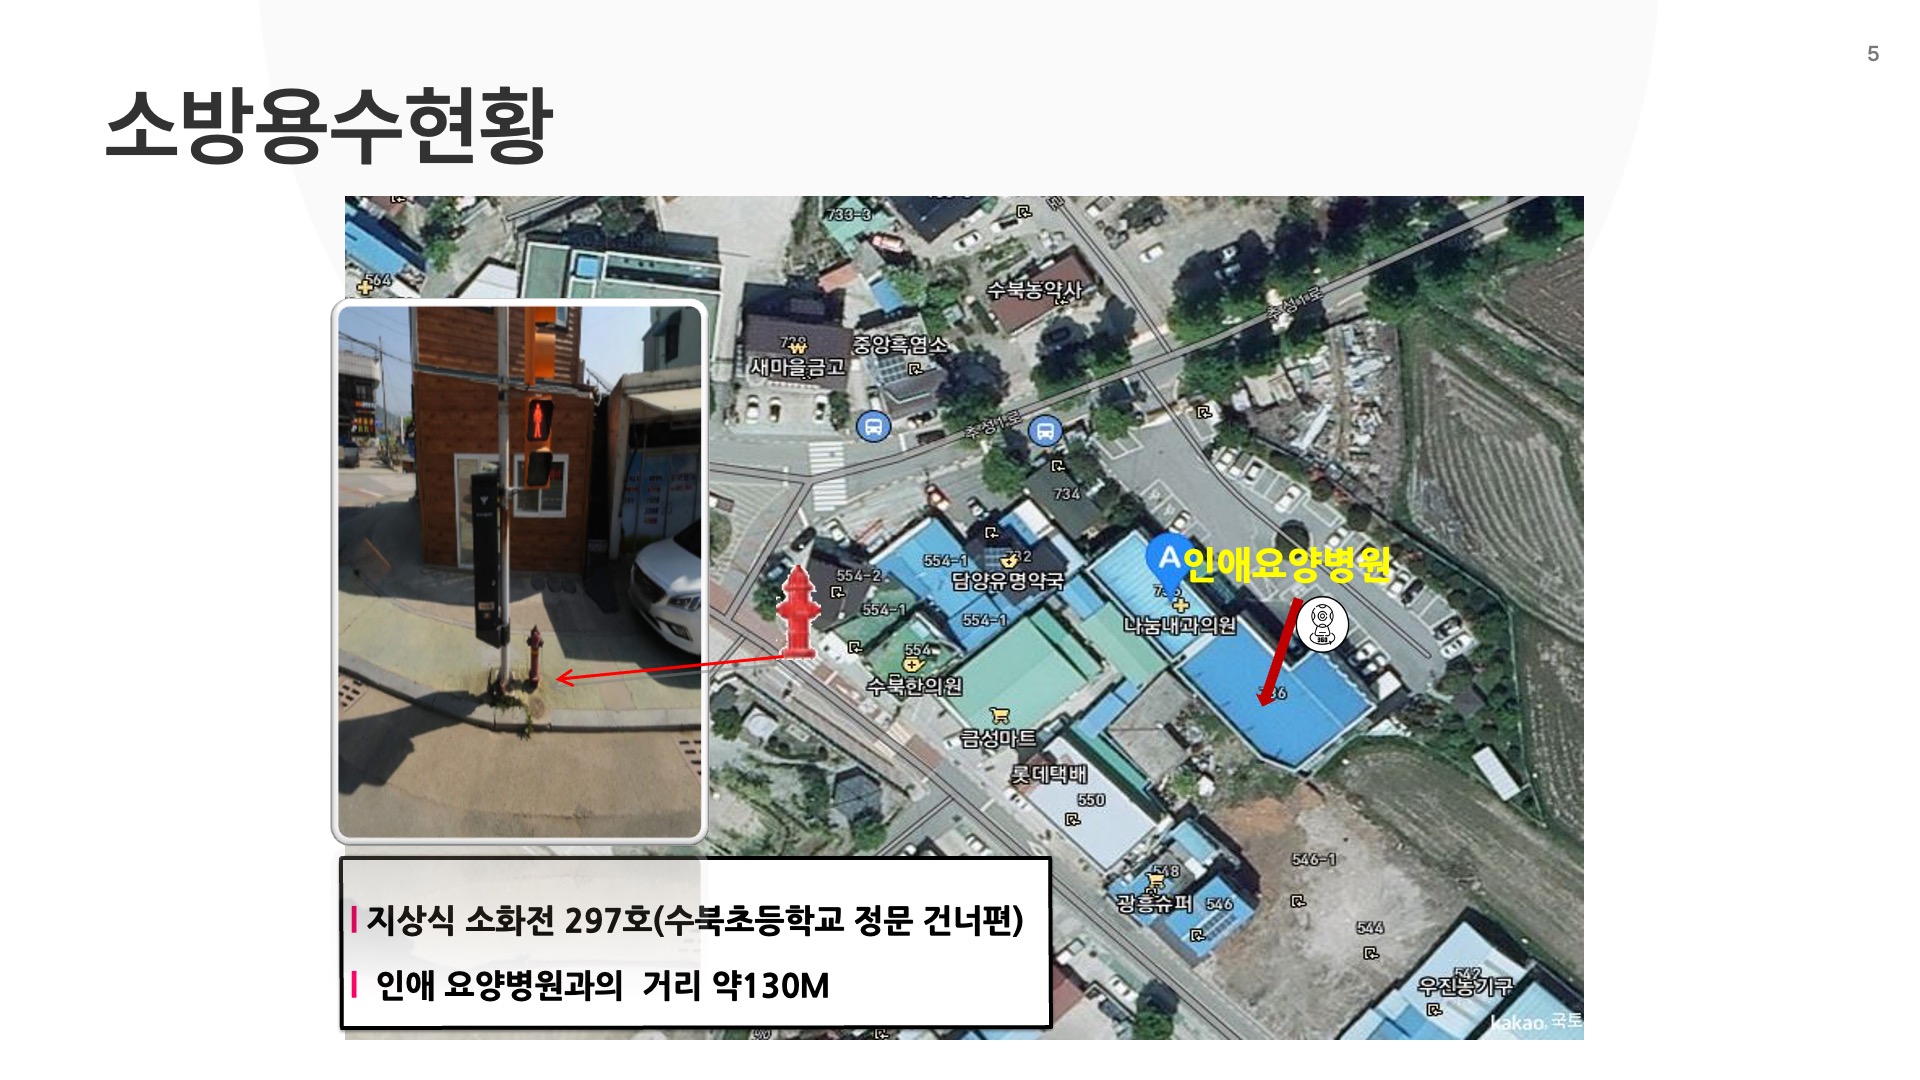 5
소방용수현황
733-3
564
수북농약사
추성1로
729
중앙흑염소
새마을금고
추성1로
734
554-1
732
A 인애요양병원
554-2
담양유명약국
554-1
554-1
나눔내과의원
554
수북한의원
금성마트
롯데택배
550
546-1
548
광흥슈퍼
546
544
542
우진농기구
kakao. 국토
지상식 소화전 297호(수북초등학교 정문 건너편)
인애 요양병원과의 거리 약130M